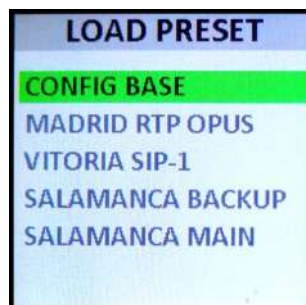 LOAD PRESET
CONFIG BASE
MADRID RTP OPUS
VITORIA SIP-1
SALAMANCA BACKUP
SALAMANCA MAIN